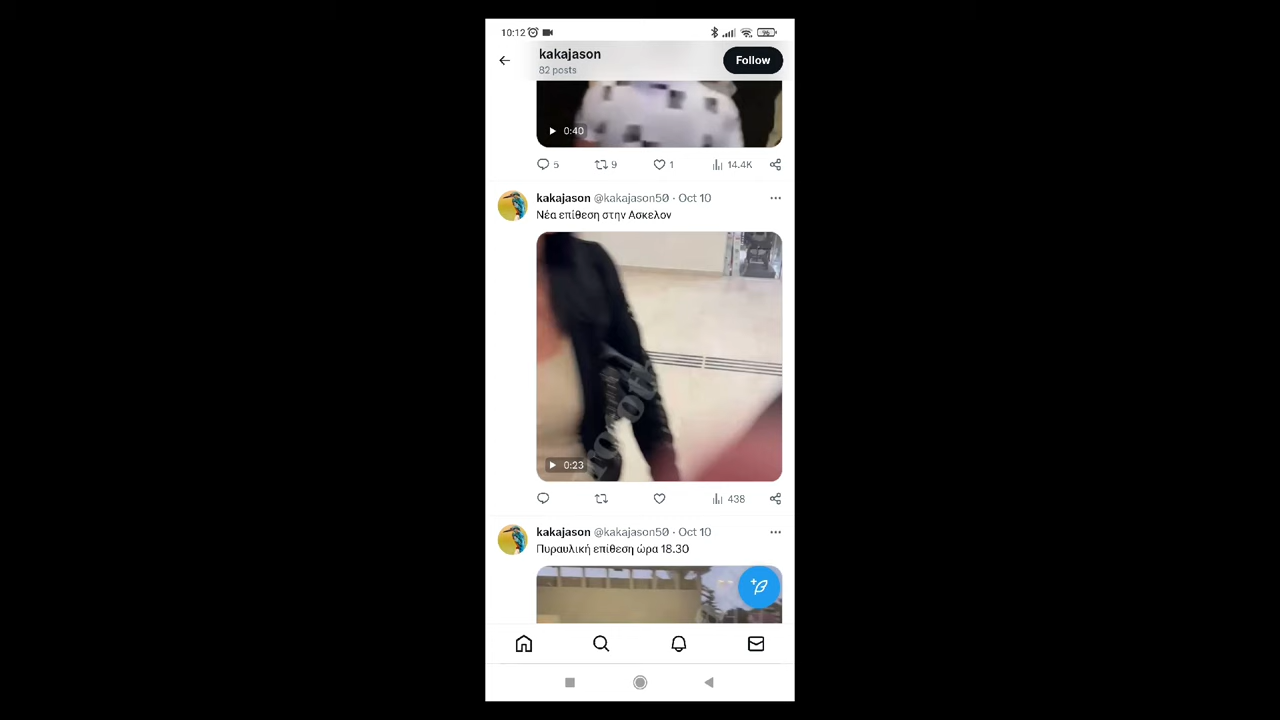 10:12
kakajason
82 posts
Follow
0:40
5 9 1 14.4K
kakajason @kakajason50 · Oct 10
Νέα επίθεση στην Ασκελον
0:23
438
kakajason @kakajason50 · Oct 10
Πυραυλική επίθεση ώρα 18.30